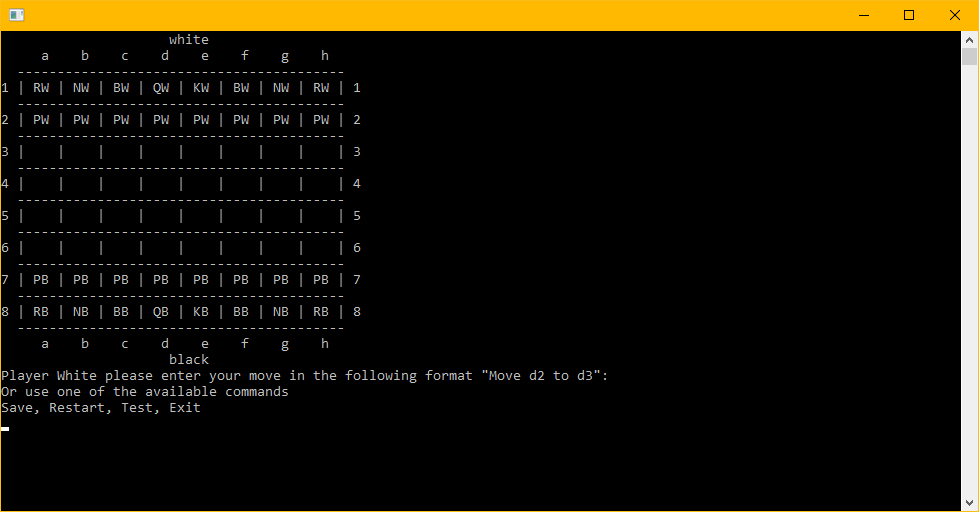 white
     a    b    c    d    e    f    g    h
  -----------------------------------------
1 | RW | NW | BW | QW | KW | BW | NW | RW | 1
  -----------------------------------------
2 | PW | PW | PW | PW | PW | PW | PW | PW | 2
  -----------------------------------------
3 |    |    |    |    |    |    |    |    | 3
  -----------------------------------------
4 |    |    |    |    |    |    |    |    | 4
  -----------------------------------------
5 |    |    |    |    |    |    |    |    | 5
  -----------------------------------------
6 |    |    |    |    |    |    |    |    | 6
  -----------------------------------------
7 | PB | PB | PB | PB | PB | PB | PB | PB | 7
  -----------------------------------------
8 | RB | NB | BB | QB | KB | BB | NB | RB | 8
  -----------------------------------------
     a    b    c    d    e    f    g    h
                     black
Player White please enter your move in the following format "Move d2 to d3":
Or use one of the available commands
Save, Restart, Test, Exit